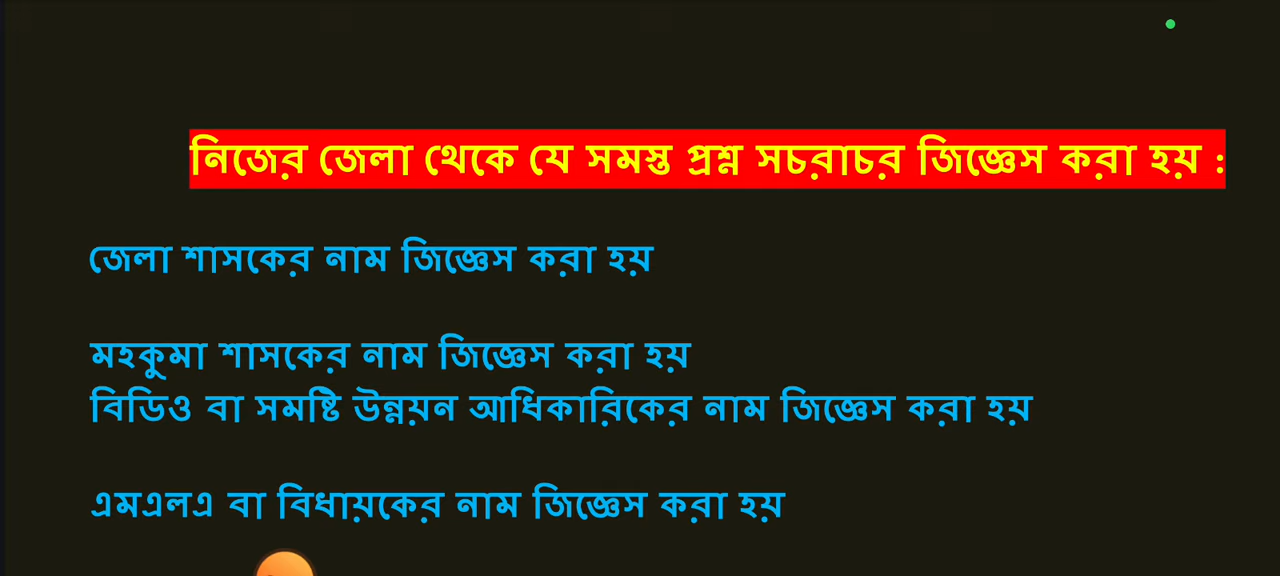 নিজের জেলা থেকে যে সমস্ত প্রশ্ন সচরাচর জিজ্ঞেস করা হয় :
জেলা শাসকের নাম জিজ্ঞেস করা হয়
মহকুমা শাসকের নাম জিজ্ঞেস করা হয়
বিডিও বা সমষ্টি উন্নয়ন আধিকারিকের নাম জিজ্ঞেস করা হয়
এমএলএ বা বিধায়কের নাম জিজ্ঞেস করা হয়